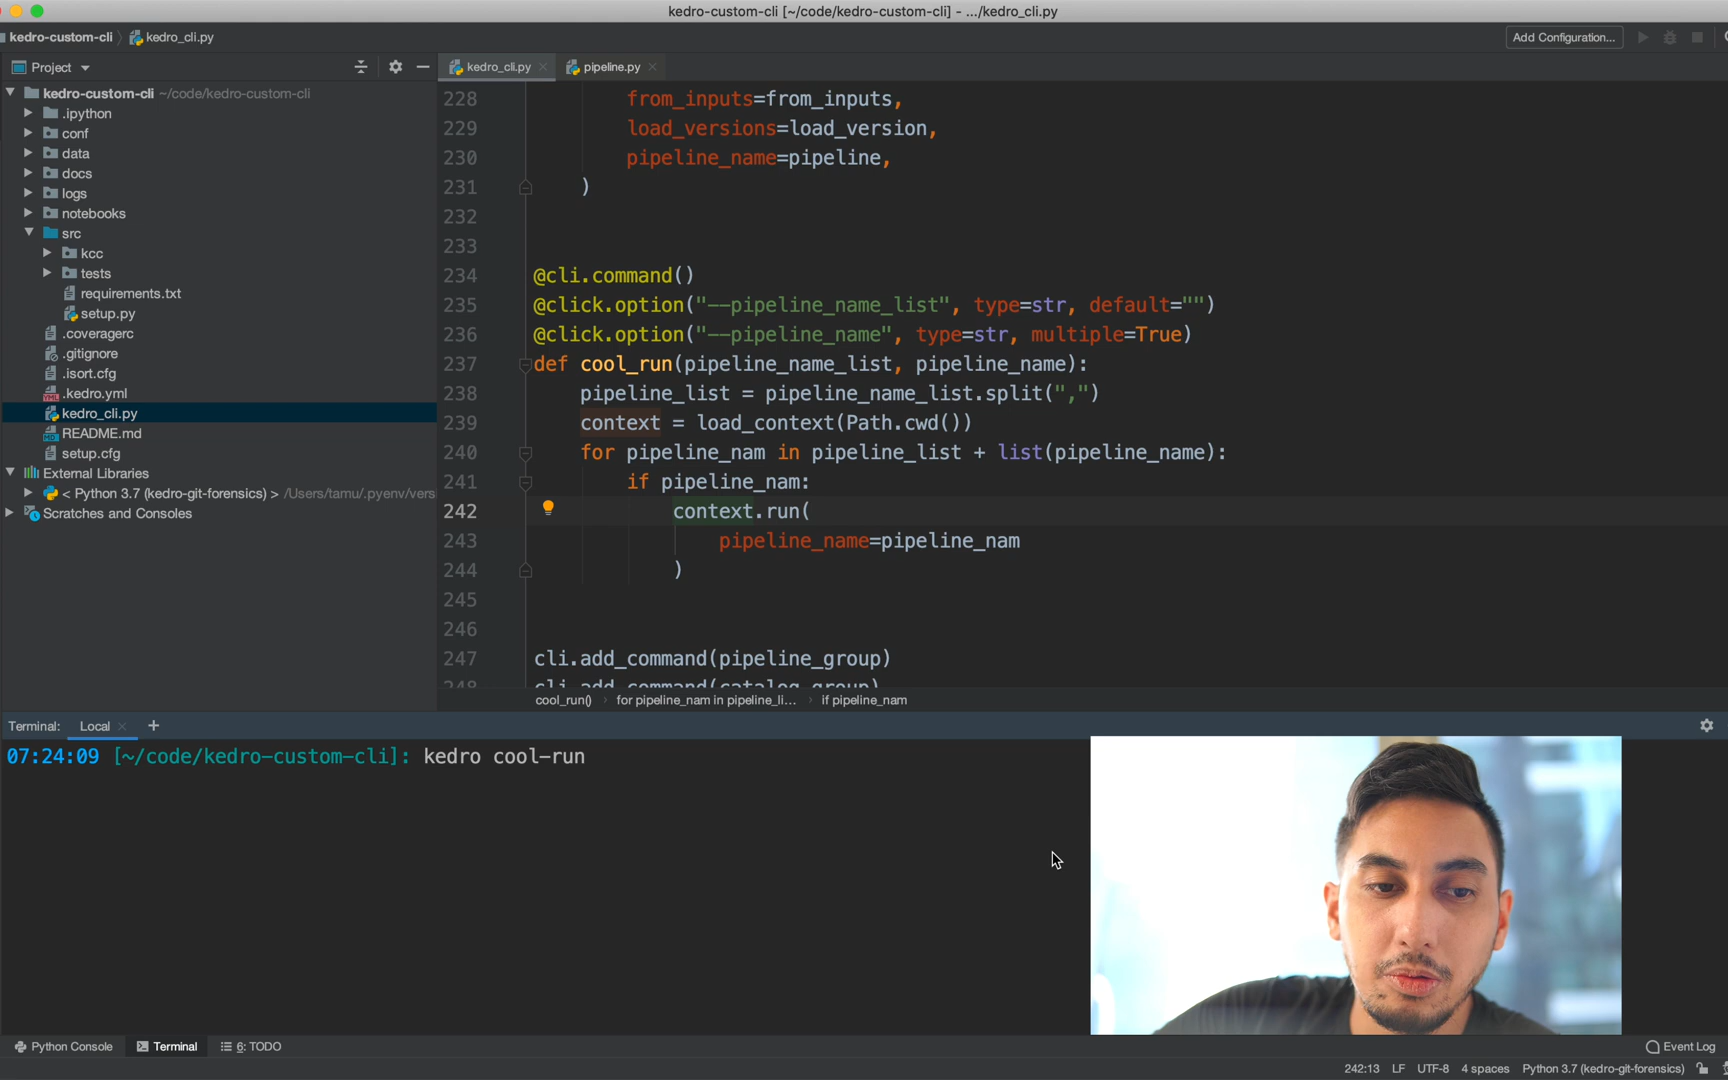 kedro-custom-cli [~/code/kedro-custom-cli] - .../kedro_cli.py
kedro-custom-cli kedro_cli.py
Add Configuration...
Project
kedro_cli.py
pipeline.py
kedro-custom-cli ~/code/kedro-custom-cli
.ipython
conf
data
docs
logs
notebooks
src
kcc
tests
requirements.txt
setup.py
.coveragerc
.gitignore
.isort.cfg
.kedro.yml
kedro_cli.py
README.md
setup.cfg
External Libraries
< Python 3.7 (kedro-git-forensics) > /Users/tamu/.pyenv/vers
Scratches and Consoles
228 from_inputs=from_inputs,
229 load_versions=load_version,
230 pipeline_name=pipeline,
231 )
232
233
234 @cli.command()
235 @click.option("--pipeline_name_list", type=str, default="")
236 @click.option("--pipeline_name", type=str, multiple=True)
237 def cool_run(pipeline_name_list, pipeline_name):
238 pipeline_list = pipeline_name_list.split(",")
239 context = load_context(Path.cwd())
240 for pipeline_nam in pipeline_list + list(pipeline_name):
241 if pipeline_nam:
242 context.run(
243 pipeline_name=pipeline_nam
244 )
245
246
247 cli.add_command(pipeline_group)
248 cli.add_command(catalog_group)
cool_run() for pipeline_nam in pipeline_li... if pipeline_nam
Terminal: Local +
07:24:09 [~/code/kedro-custom-cli]: kedro cool-run
Python Console
Terminal
6: TODO
Event Log
242:13 LF UTF-8 4 spaces Python 3.7 (kedro-git-forensics)